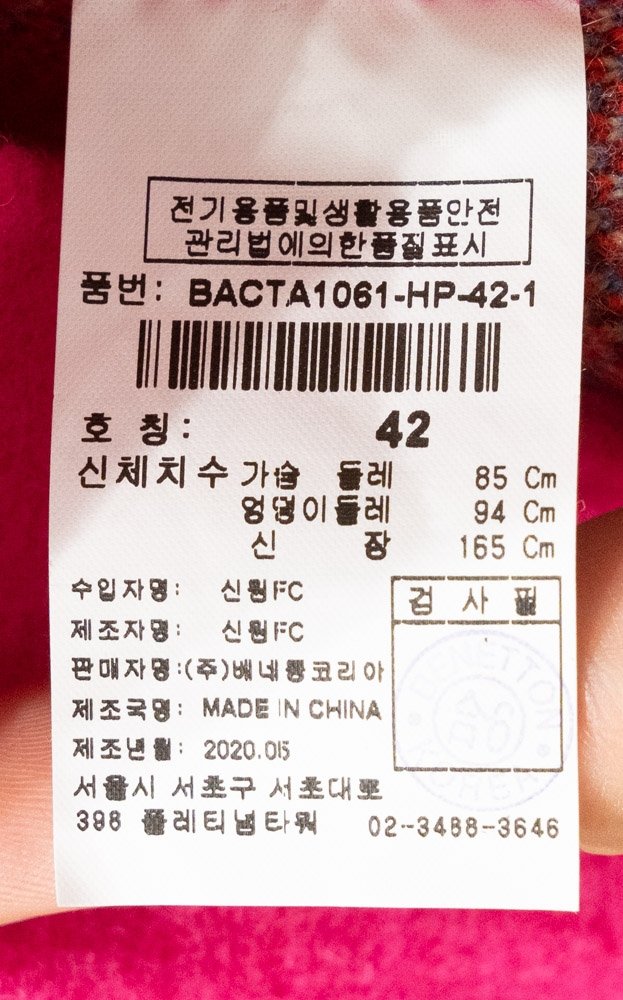 전기용품및생활용품안전
관리법에의한품질표시
품번: BACTA1061-HP-42-1
호 칭: 42
신체치수 가슴 둘레 85 Cm
엉덩이둘레 94 Cm
신 장 165 Cm
수입자명: 신원FC
제조자명: 신원FC
판매자명:(주)베네통코리아
제조국명: MADE IN CHINA
제조년월: 2020.05
검 사 필
BENETTON
서울시 서초구 서초대로
398 플레티넘타워 02-3488-3646